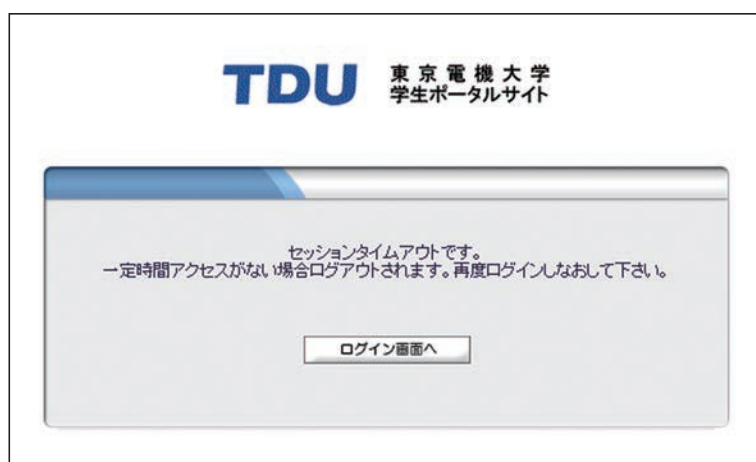 TDU
東京電機大学
学生ポータルサイト
セッションタイムアウトです。
一定時間アクセスがない場合ログアウトされます。再度ログインしなおして下さい。
ログイン画面へ